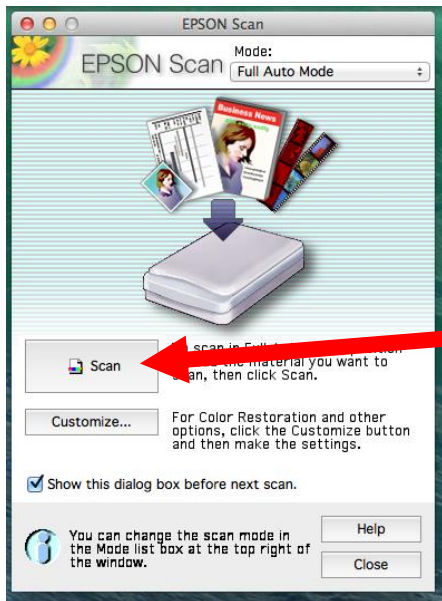 EPSON Scan
EPSON Scan
Mode:
Full Auto Mode
Business News
Scan
scan in
the material you want to
then click Scan.
Customize...
For Color Restoration and other
options, click the Customize button
and then make the settings.
Show this dialog box before next scan.
You can change the scan mode in
the Mode list box at the top right of
the window.
Help
Close